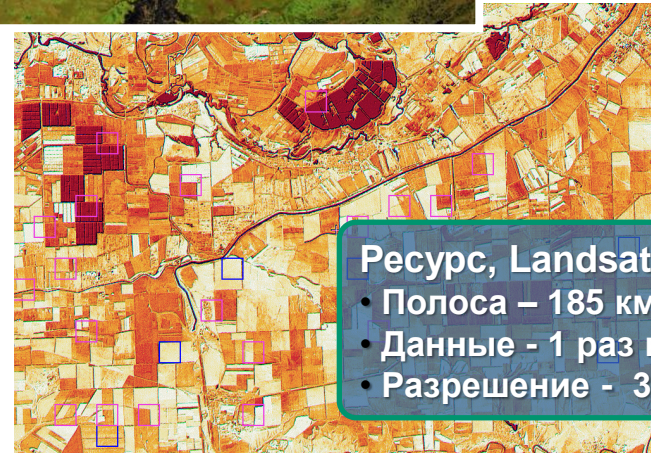 Ресурс, Landsat
• Полоса – 185 км
• Данные - 1 раз
• Разрешение - 3